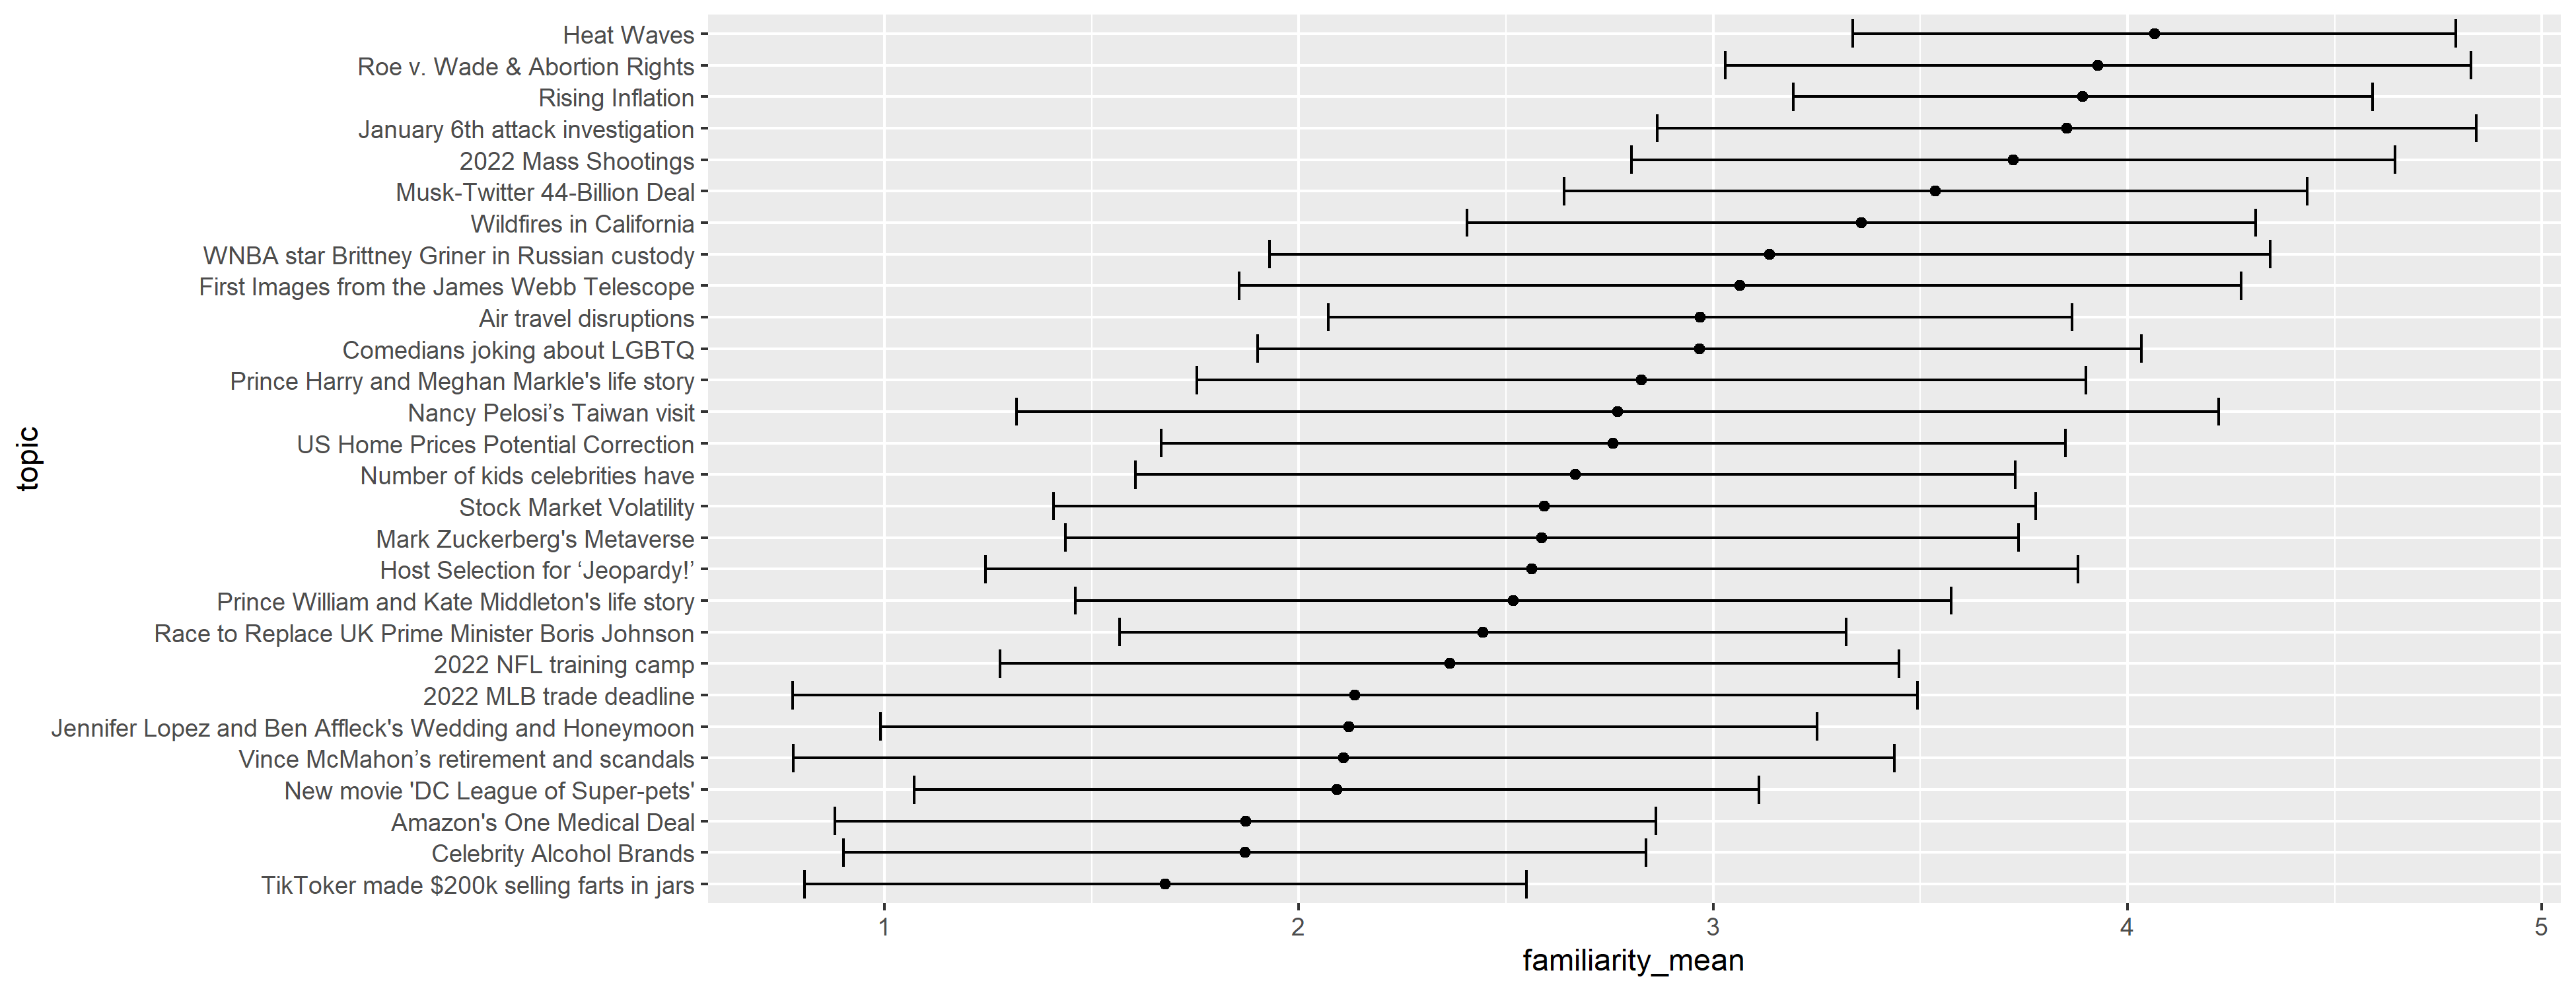 Heat Waves
Roe v. Wade & Abortion Rights
Rising Inflation
January 6th attack investigation
2022 Mass Shootings
Musk-Twitter 44-Billion Deal
Wildfires in California
WNBA star Brittney Griner in Russian custody
First Images from the James Webb Telescope
Air travel disruptions
Comedians joking about LGBTQ
Prince Harry and Meghan Markle's life story
Nancy Pelosi’s Taiwan visit
US Home Prices Potential Correction
Number of kids celebrities have
Stock Market Volatility
Mark Zuckerberg's Metaverse
Host Selection for ‘Jeopardy!’
Prince William and Kate Middleton's life story
Race to Replace UK Prime Minister Boris Johnson
2022 NFL training camp
2022 MLB trade deadline
Jennifer Lopez and Ben Affleck's Wedding and Honeymoon
Vince McMahon’s retirement and scandals
New movie 'DC League of Super-pets'
Amazon's One Medical Deal
Celebrity Alcohol Brands
TikToker made $200k selling farts in jars
topic
1 2 3 4 5
familiarity_mean